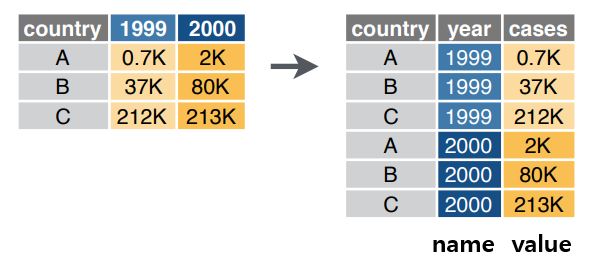 country 1999 2000
A 0.7K 2K
B 37K 80K
C 212K 213K
country year cases
A 1999 0.7K
B 1999 37K
C 1999 212K
A 2000 2K
B 2000 80K
C 2000 213K
name value